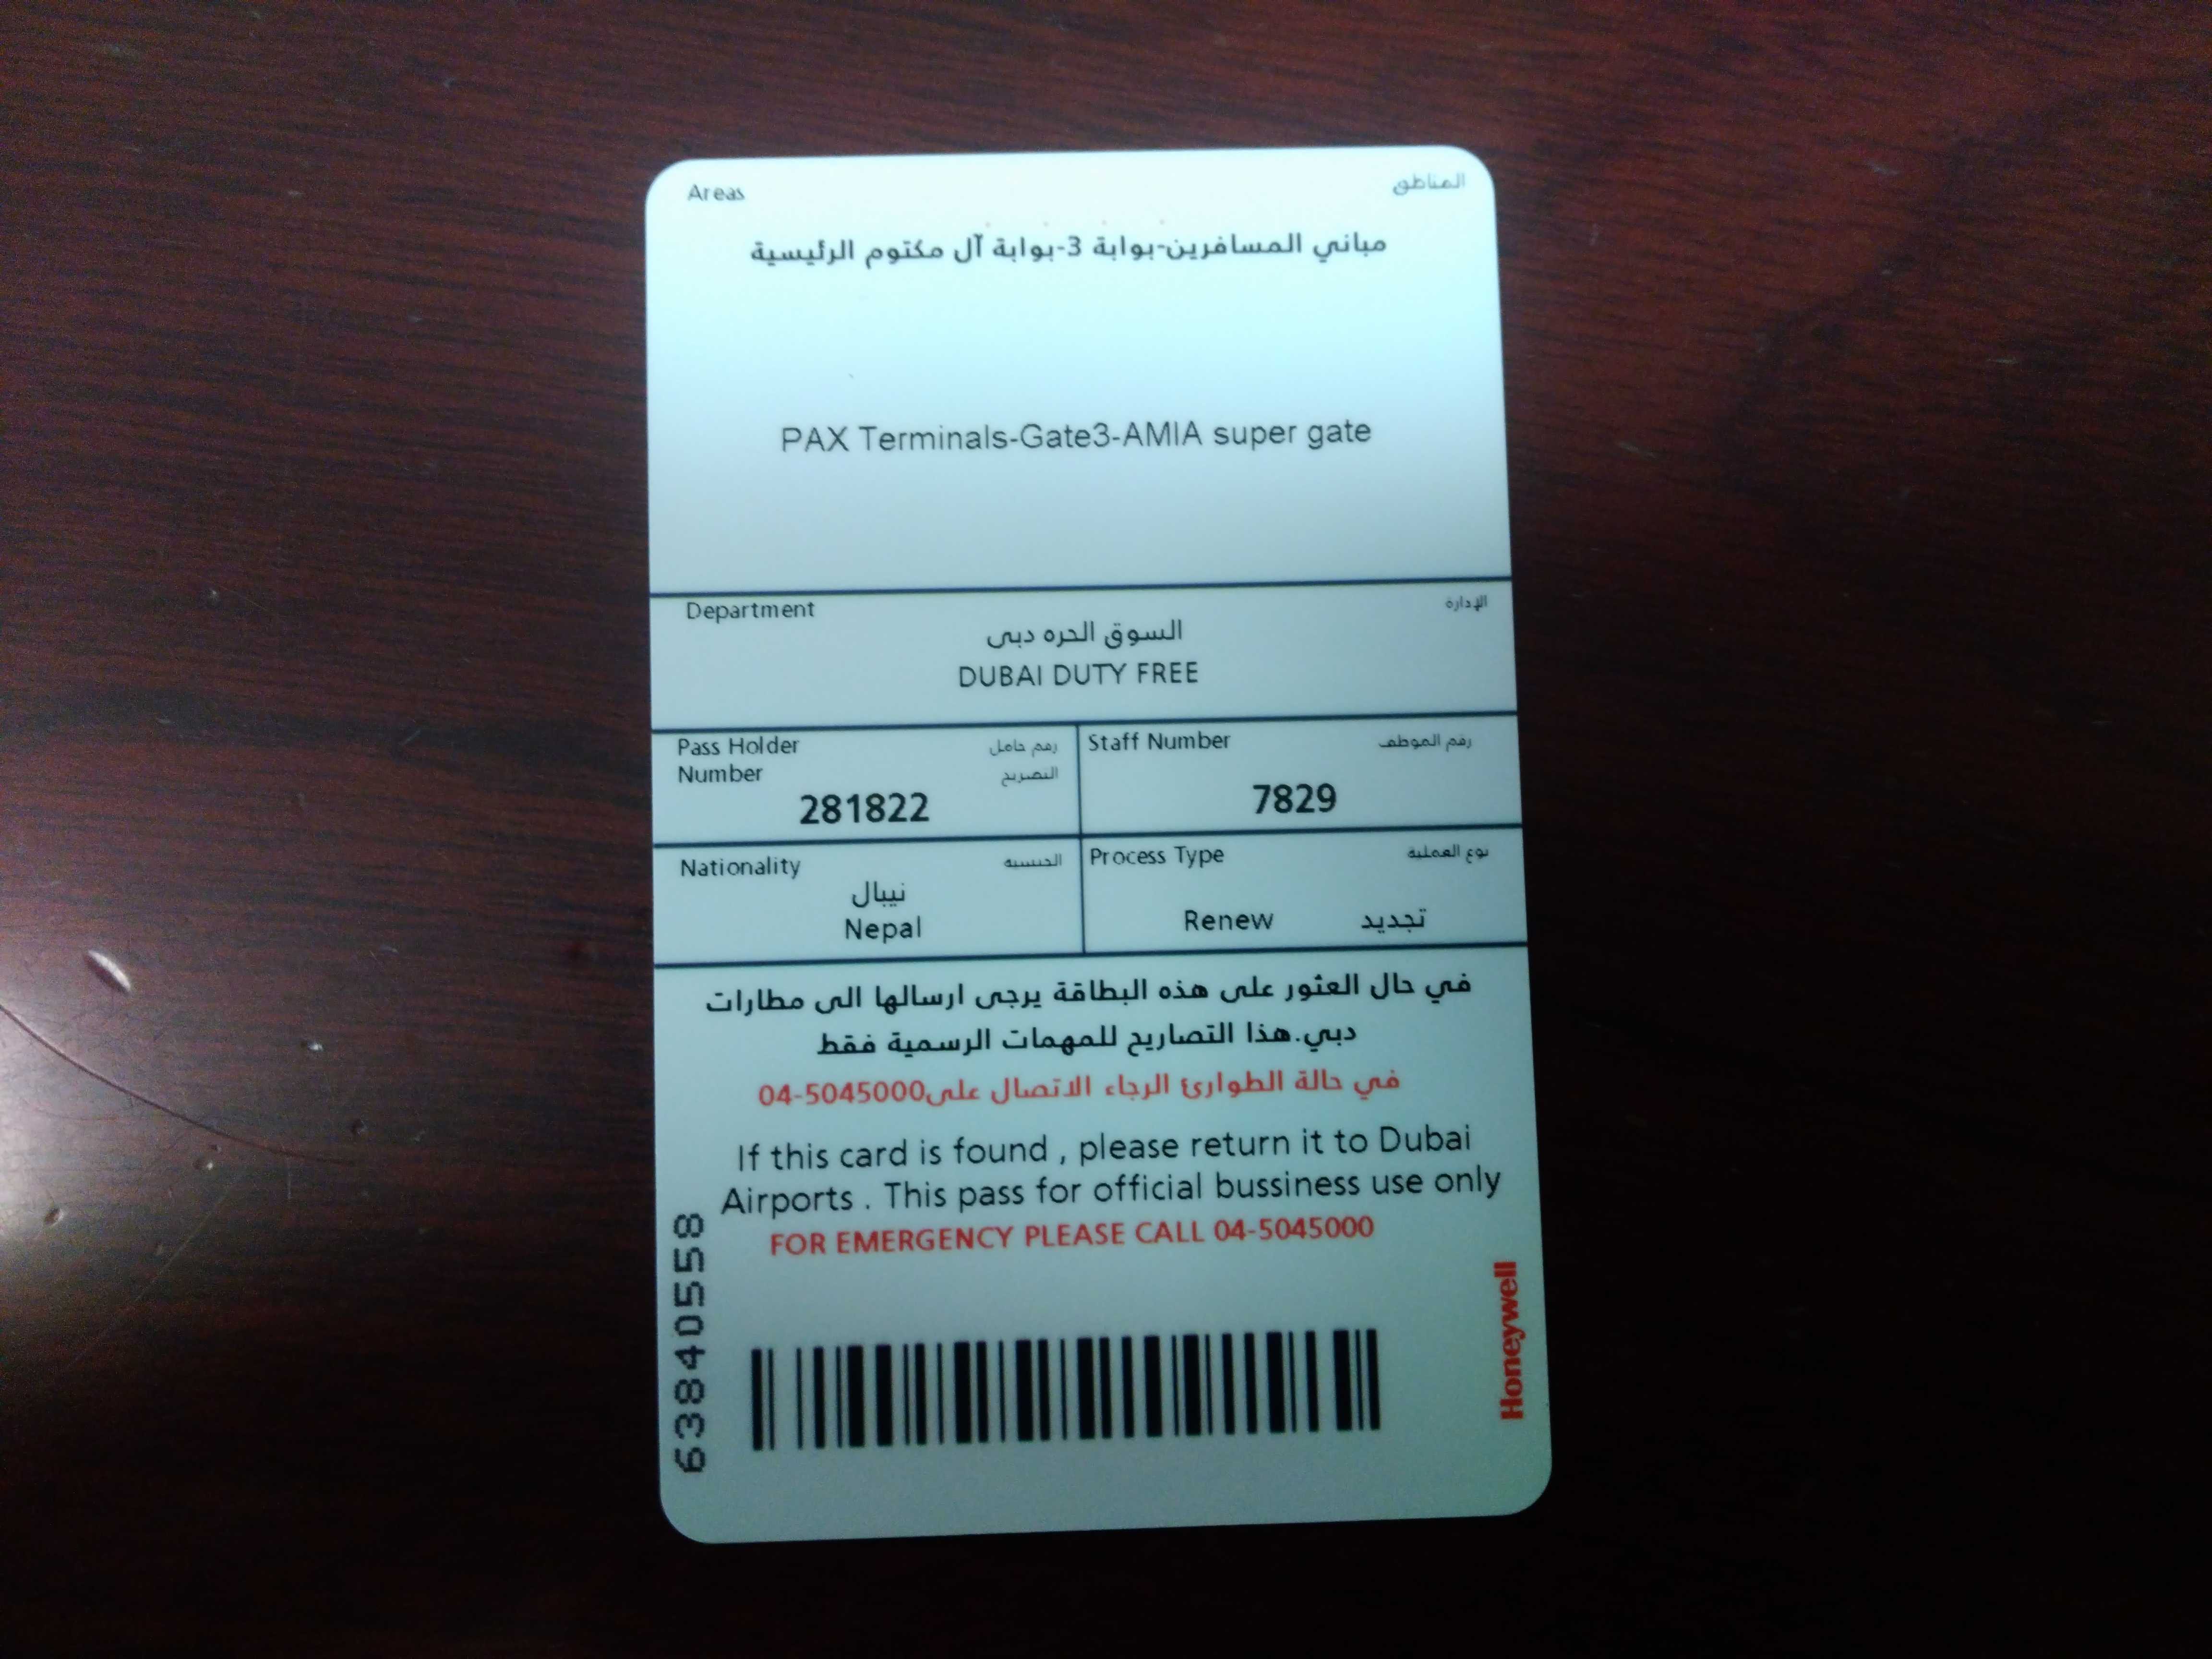 Areas المناطق
مباني المسافرين-بوابة 3-بوابة آل مكتوم الرئيسية
PAX Terminals-Gate3-AMIA super gate
Department الإدارة
السوق الحره دبى
DUBAI DUTY FREE
Pass Holder رقم حامل
Number التصريح
281822
Staff Number رقم الموظف
7829
Nationality الجنسية
نيبال
Nepal
Process Type نوع العملية
Renew تجديد
في حال العثور على هذه البطاقة يرجى ارسالها الى مطارات
دبي.هذا التصاريح للمهمات الرسمية فقط
في حالة الطوارئ الرجاء الاتصال على04-5045000
If this card is found , please return it to Dubai
Airports . This pass for official bussiness use only
FOR EMERGENCY PLEASE CALL 04-5045000
63840558
Honeywell